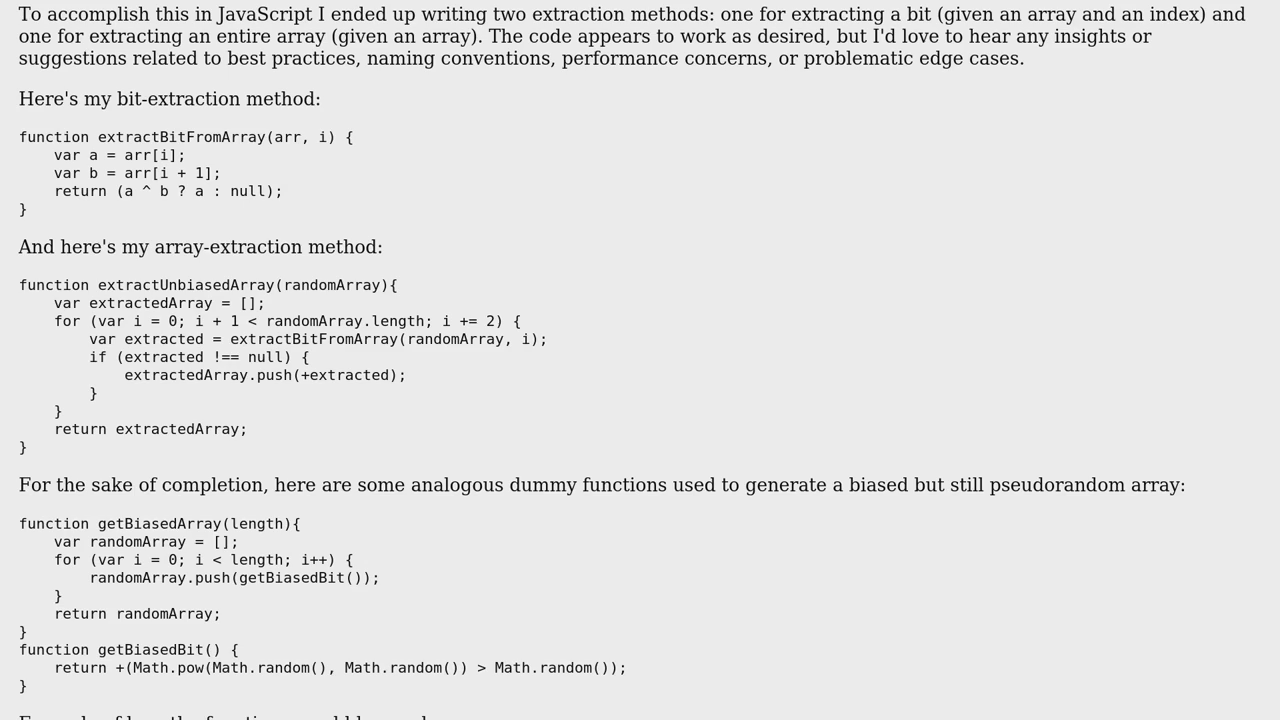 To accomplish this in JavaScript I ended up writing two extraction methods: one for extracting a bit (given an array and an index) and
one for extracting an entire array (given an array). The code appears to work as desired, but I'd love to hear any insights or
suggestions related to best practices, naming conventions, performance concerns, or problematic edge cases.
Here's my bit-extraction method:
function extractBitFromArray(arr, i) {
    var a = arr[i];
    var b = arr[i + 1];
    return (a ^ b ? a : null);
}
And here's my array-extraction method:
function extractUnbiasedArray(randomArray){
    var extractedArray = [];
    for (var i = 0; i + 1 < randomArray.length; i += 2) {
        var extracted = extractBitFromArray(randomArray, i);
        if (extracted !== null) {
            extractedArray.push(+extracted);
        }
    }
    return extractedArray;
}
For the sake of completion, here are some analogous dummy functions used to generate a biased but still pseudorandom array:
function getBiasedArray(length){
    var randomArray = [];
    for (var i = 0; i < length; i++) {
        randomArray.push(getBiasedBit());
    }
    return randomArray;
}
function getBiasedBit() {
    return +(Math.pow(Math.random(), Math.random()) > Math.random());
}